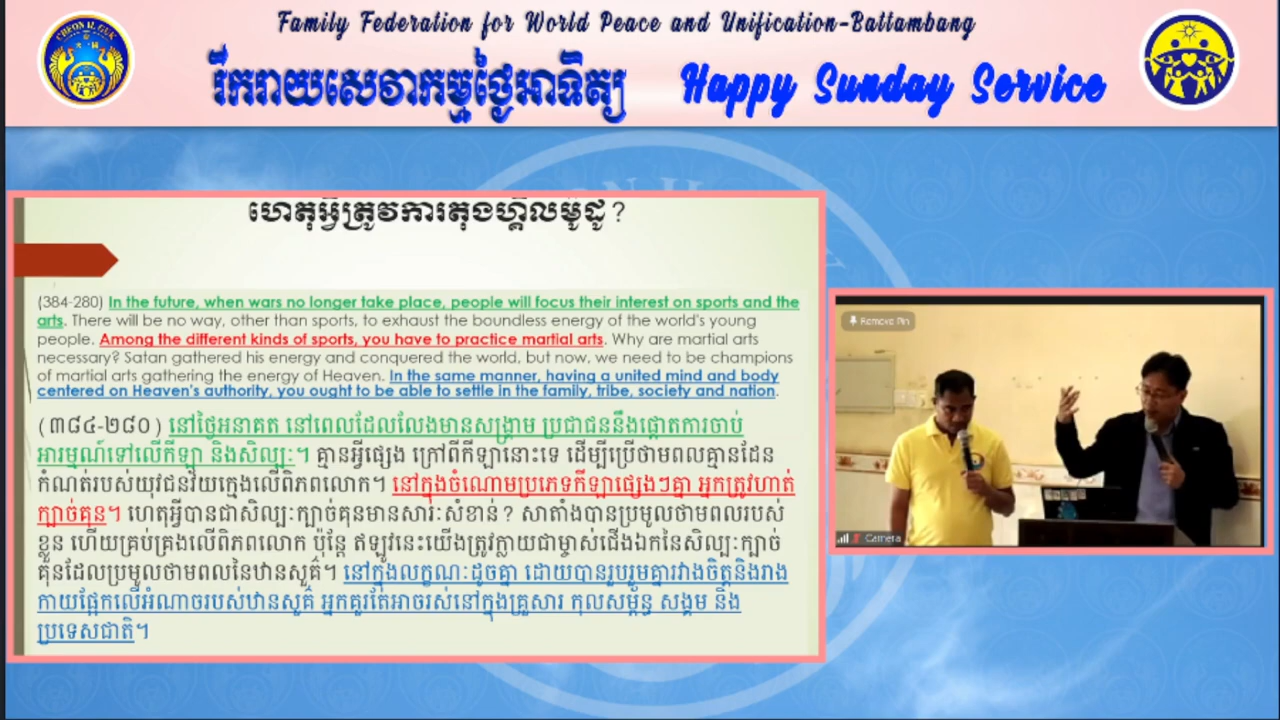 Family Federation for World Peace and Unification-Battambang
រីករាយសេវាកម្មថ្ងៃអាទិត្យ Happy Sunday Service
CHEON IL GUK
ហេតុអ្វីត្រូវការតុងហ្គីលមូដូ?
(384-280) In the future, when wars no longer take place, people will focus their interest on sports and the
arts. There will be no way, other than sports, to exhaust the boundless energy of the world's young
people. Among the different kinds of sports, you have to practice martial arts. Why are martial arts
necessary? Satan gathered his energy and conquered the world, but now, we need to be champions
of martial arts gathering the energy of Heaven. In the same manner, having a united mind and body
centered on Heaven's authority, you ought to be able to settle in the family, tribe, society and nation.
(៣៨៤-២៨០) នៅថ្ងៃអនាគត នៅពេលដែលលែងមានសង្គ្រាម ប្រជាជននឹងផ្តោតការចាប់
អារម្មណ៍ទៅលើកីឡា និងសិល្បៈ។ គ្មានអ្វីផ្សេង ក្រៅពីកីឡានោះទេ ដើម្បីប្រើថាមពលគ្មានដែន
កំណត់របស់យុវជនវ័យក្មេងលើពិភពលោក។ នៅក្នុងចំណោមប្រភេទកីឡាផ្សេងៗគ្នា អ្នកត្រូវហាត់
ក្បាច់គុន។ ហេតុអ្វីបានជាសិល្បៈក្បាច់គុនមានសារៈសំខាន់? សាតាំងបានប្រមូលថាមពលរបស់
ខ្លួន ហើយគ្រប់គ្រងលើពិភពលោក ប៉ុន្តែ ឥឡូវនេះយើងត្រូវក្លាយជាម្ចាស់ជើងឯកនៃសិល្បៈក្បាច់
គុនដែលប្រមូលថាមពលនៃឋានសួគ៌។ នៅក្នុងលក្ខណៈដូចគ្នា ដោយបានរួបរួមគ្នារវាងចិត្តនិងរាង
កាយផ្អែកលើអំណាចរបស់ឋានសួគ៌ អ្នកគួរតែអាចរស់នៅក្នុងគ្រួសារ កុលសម្ព័ន្ធ សង្គម និង
ប្រទេសជាតិ។
Remove Pin
Camera